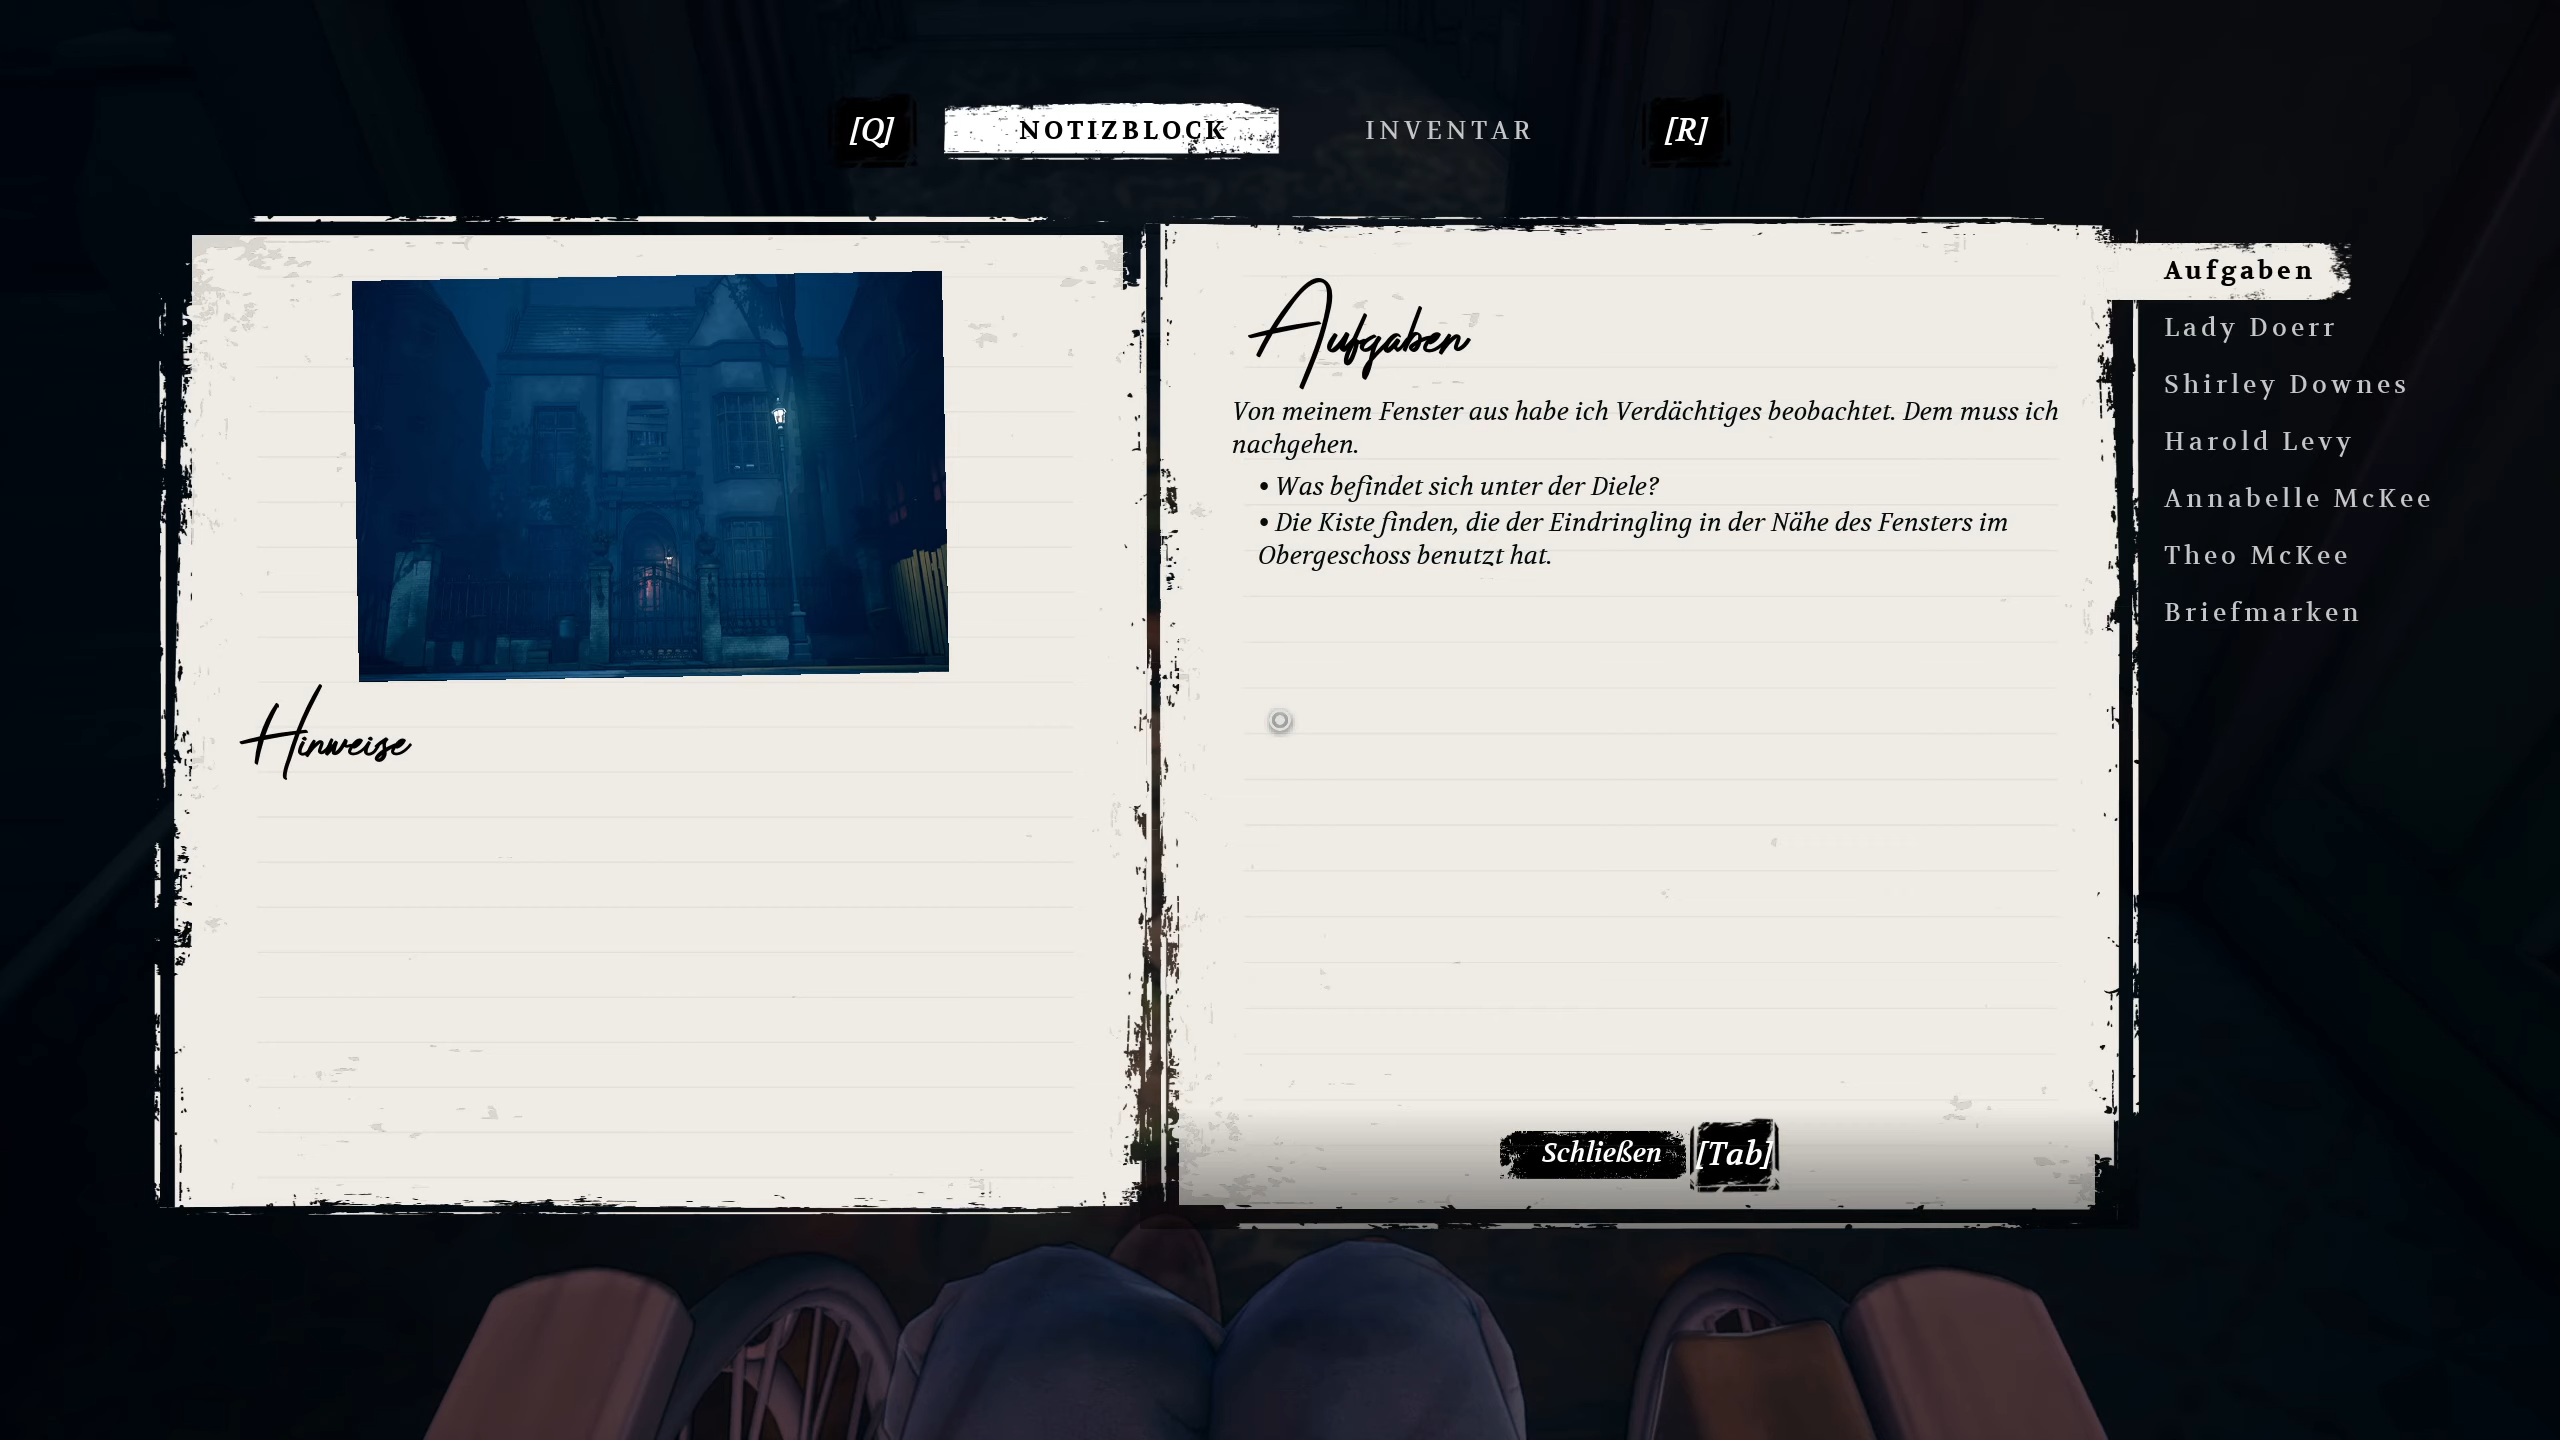 [Q] NOTIZBLOCK INVENTAR [R]
Hinweise
Aufgaben
Von meinem Fenster aus habe ich Verdächtiges beobachtet. Dem muss ich
nachgehen.
• Was befindet sich unter der Diele?
• Die Kiste finden, die der Eindringling in der Nähe des Fensters im
Obergeschoss benutzt hat.
Schließen [Tab]
Aufgaben
Lady Doerr
Shirley Downes
Harold Levy
Annabelle McKee
Theo McKee
Briefmarken